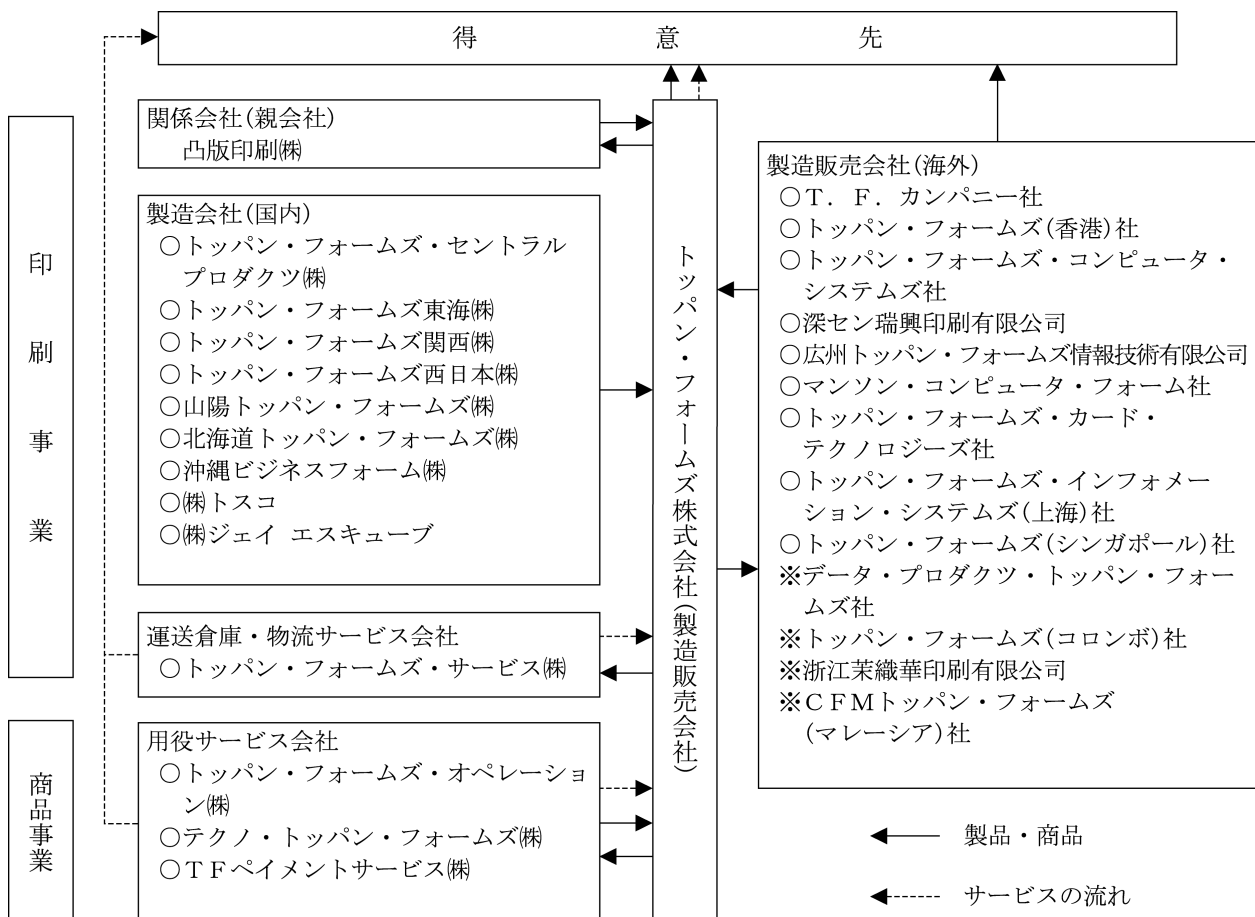 得意先
印刷事業
関係会社(親会社)
凸版印刷㈱
製造会社(国内)
○トッパン・フォームズ・セントラル
プロダクツ㈱
○トッパン・フォームズ東海㈱
○トッパン・フォームズ関西㈱
○トッパン・フォームズ西日本㈱
○山陽トッパン・フォームズ㈱
○北海道トッパン・フォームズ㈱
○沖縄ビジネスフォーム㈱
○㈱トスコ
○㈱ジェイ エスキューブ
運送倉庫・物流サービス会社
○トッパン・フォームズ・サービス㈱
商品事業
用役サービス会社
○トッパン・フォームズ・オペレーショ
ン㈱
○テクノ・トッパン・フォームズ㈱
○ＴＦペイメントサービス㈱
トッパン・フォームズ株式会社(製造販売会社)
製造販売会社(海外)
○Ｔ．Ｆ．カンパニー社
○トッパン・フォームズ(香港)社
○トッパン・フォームズ・コンピュータ・
システムズ社
○深セン瑞興印刷有限公司
○広州トッパン・フォームズ情報技術有限公司
○マンソン・コンピュータ・フォーム社
○トッパン・フォームズ・カード・
テクノロジーズ社
○トッパン・フォームズ・インフォメー
ション・システムズ(上海)社
○トッパン・フォームズ(シンガポール)社
※データ・プロダクツ・トッパン・フォー
ムズ社
※トッパン・フォームズ(コロンボ)社
※浙江茉織華印刷有限公司
※ＣＦＭトッパン・フォームズ
(マレーシア)社
製品・商品
サービスの流れ